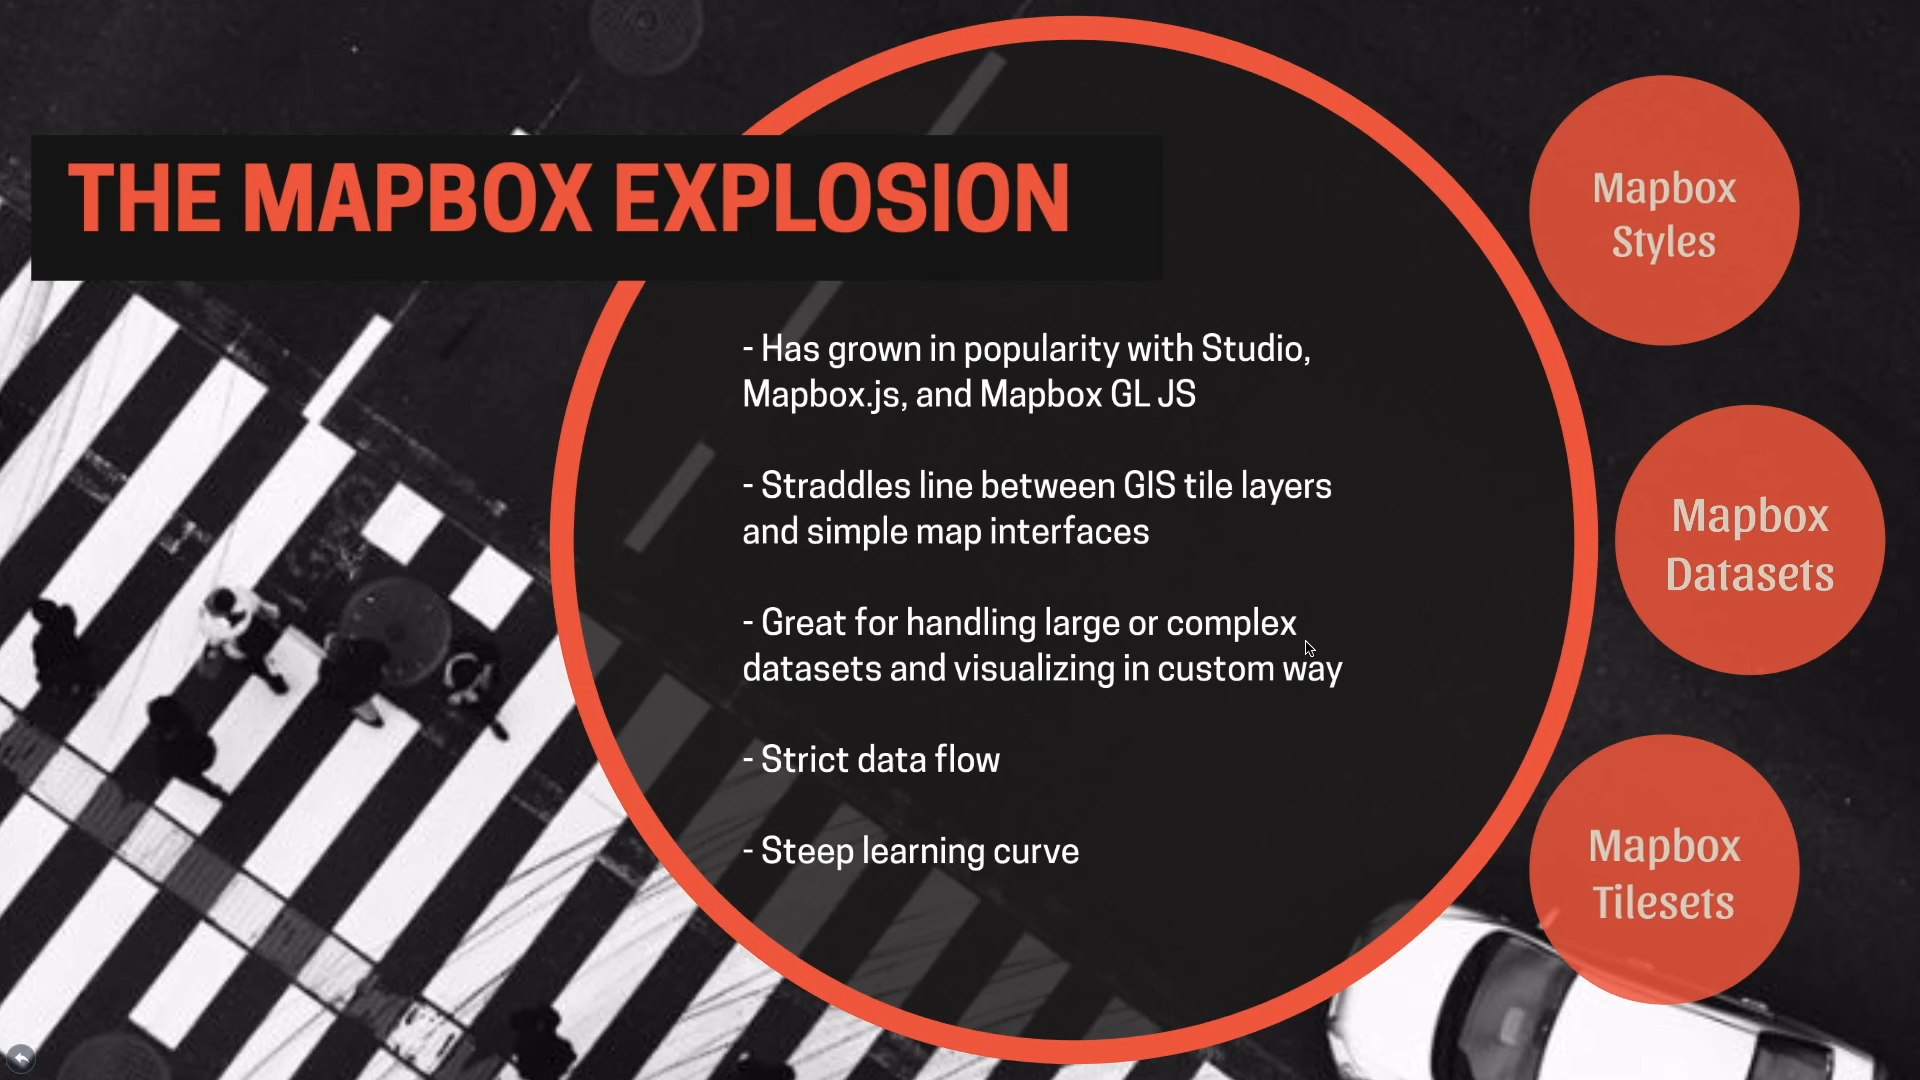 THE MAPBOX EXPLOSION
- Has grown in popularity with Studio,
Mapbox.js, and Mapbox GL JS
- Straddles line between GIS tile layers
and simple map interfaces
- Great for handling large or complex
datasets and visualizing in custom way
- Strict data flow
- Steep learning curve
Mapbox
Styles
Mapbox
Datasets
Mapbox
Tilesets